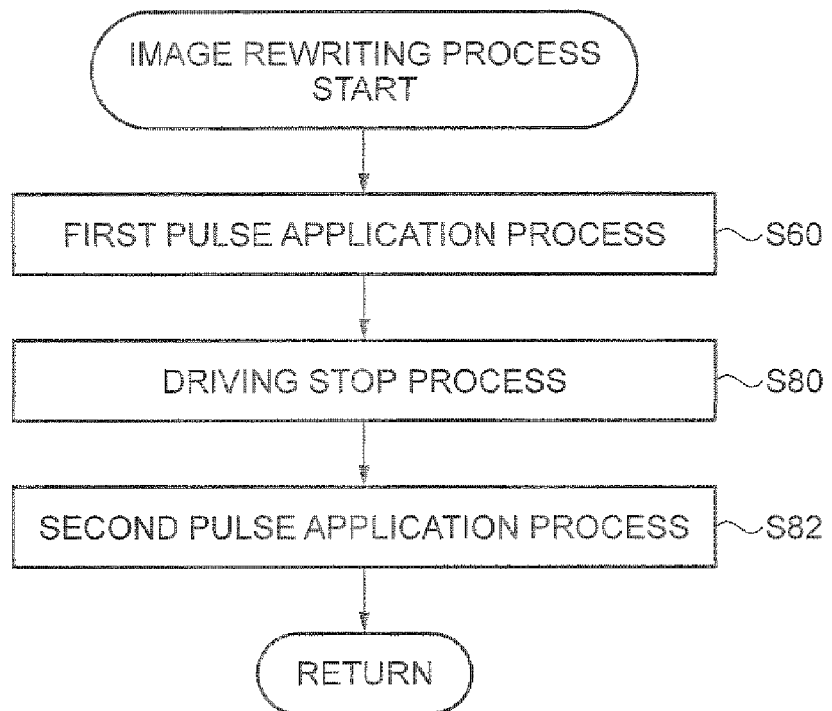 IMAGE REWRITING PROCESS
START
FIRST PULSE APPLICATION PROCESS S60
DRIVING STOP PROCESS S80
SECOND PULSE APPLICATION PROCESS S82
RETURN